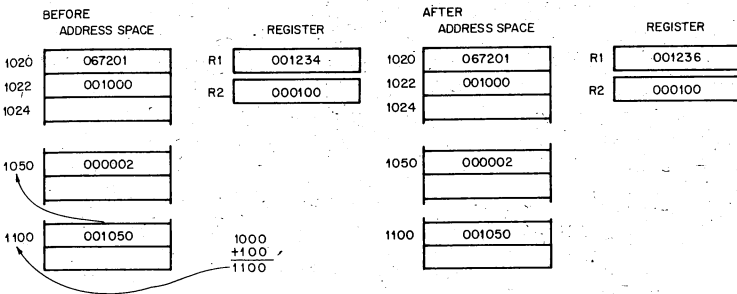 BEFORE
ADDRESS SPACE
REGISTER
1020 067201
1022 001000
1024
R1 001234
R2 000100
1050 000002
1100 001050
1000
+100
1100
AFTER
ADDRESS SPACE
REGISTER
1020 067201
1022 001000
1024
R1 001236
R2 000100
1050 000002
1100 001050